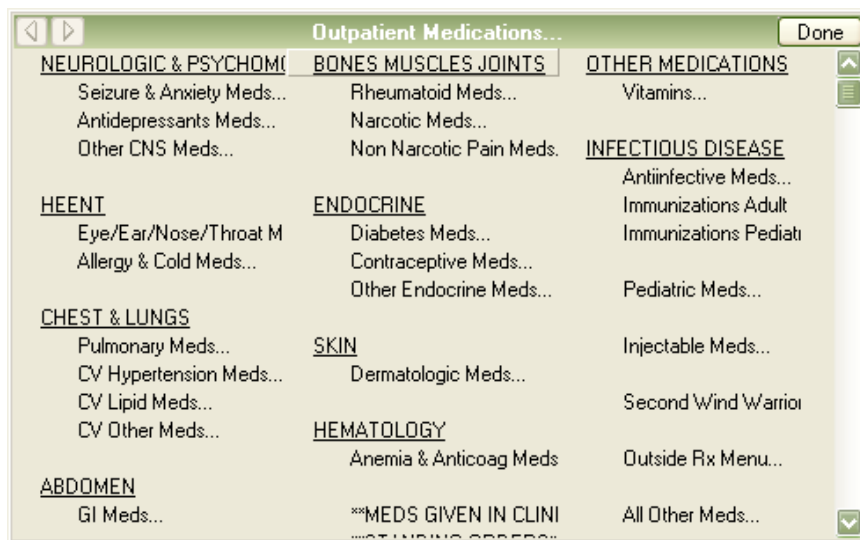 Outpatient Medications...
Done
NEUROLOGIC & PSYCHOM
Seizure & Anxiety Meds...
Antidepressants Meds...
Other CNS Meds...
HEENT
Eye/Ear/Nose/Throat M
Allergy & Cold Meds...
CHEST & LUNGS
Pulmonary Meds...
CV Hypertension Meds...
CV Lipid Meds...
CV Other Meds...
ABDOMEN
GI Meds...
BONES MUSCLES JOINTS
Rheumatoid Meds...
Narcotic Meds...
Non Narcotic Pain Meds.
ENDOCRINE
Diabetes Meds...
Contraceptive Meds...
Other Endocrine Meds...
SKIN
Dermatologic Meds...
HEMATOLOGY
Anemia & Anticoag Meds
**MEDS GIVEN IN CLINI
OTHER MEDICATIONS
Vitamins...
INFECTIOUS DISEASE
Antiinfective Meds...
Immunizations Adult
Immunizations Pediat
Pediatric Meds...
Injectable Meds...
Second Wind Warrior
Outside Rx Menu...
All Other Meds...